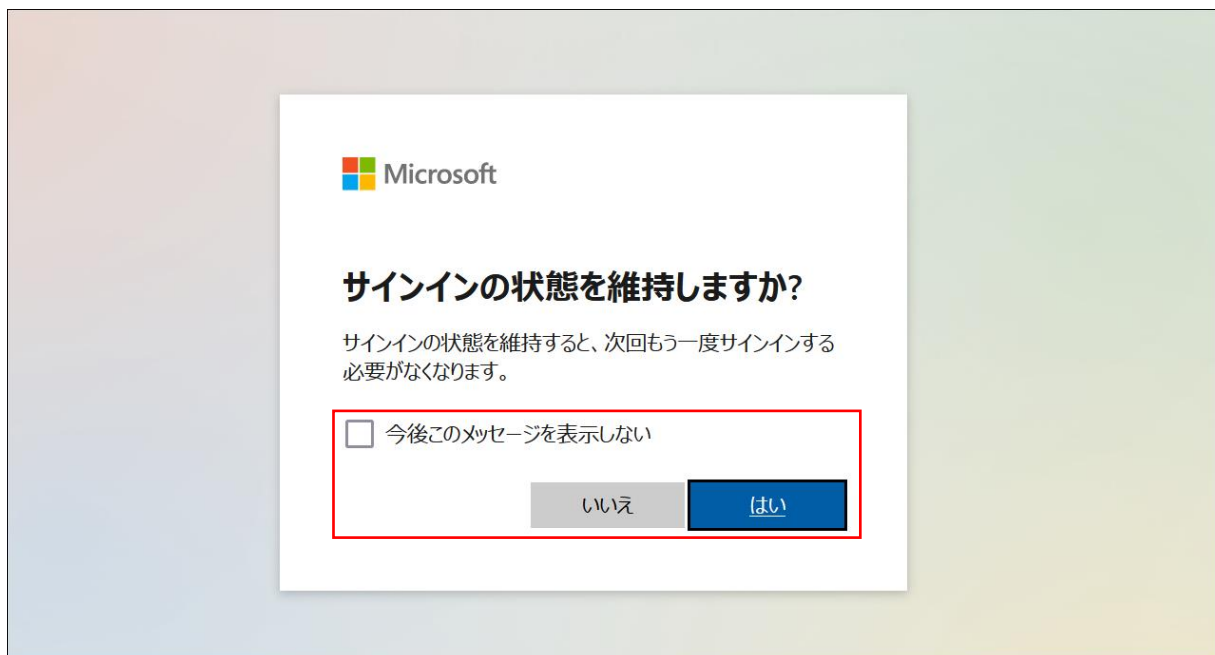 Microsoft
サインインの状態を維持しますか?
サインインの状態を維持すると、次回もう一度サインインする
必要がなくなります。
今後このメッセージを表示しない
いいえ
はい